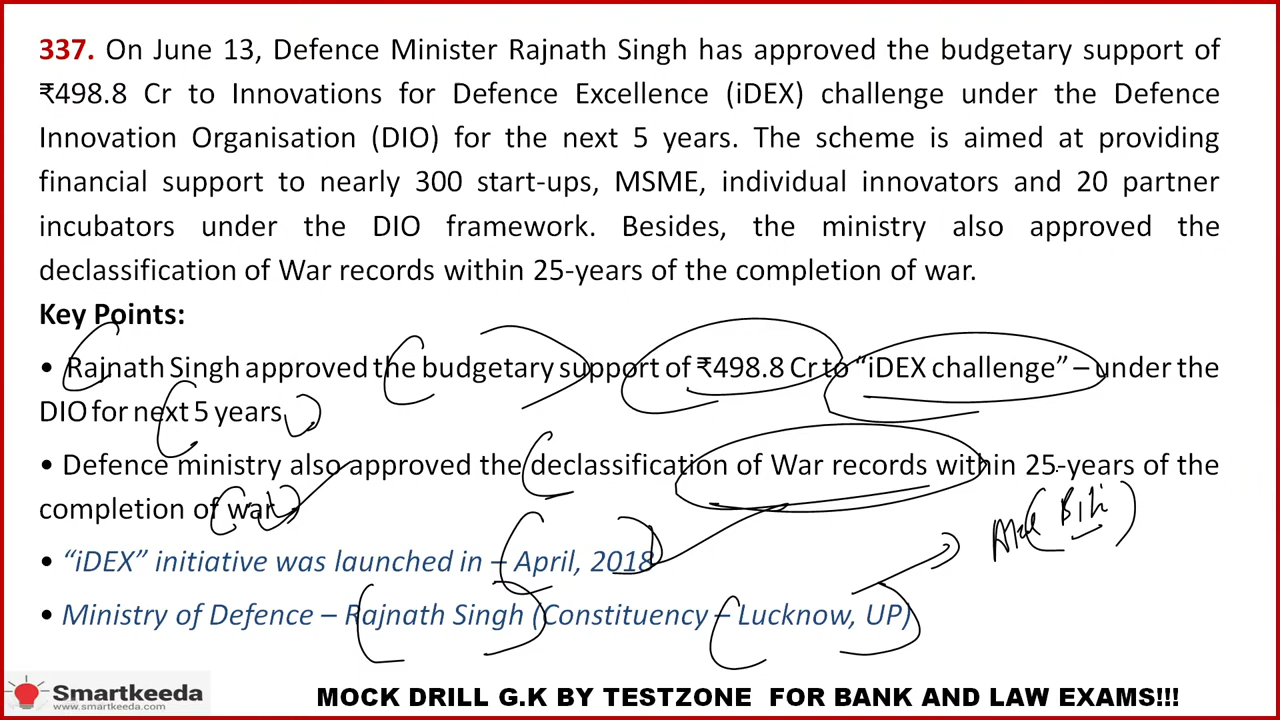 337. On June 13, Defence Minister Rajnath Singh has approved the budgetary support of
₹498.8 Cr to Innovations for Defence Excellence (iDEX) challenge under the Defence
Innovation Organisation (DIO) for the next 5 years. The scheme is aimed at providing
financial support to nearly 300 start-ups, MSME, individual innovators and 20 partner
incubators under the DIO framework. Besides, the ministry also approved the
declassification of War records within 25-years of the completion of war.
Key Points:
• Rajnath Singh approved the budgetary support of ₹498.8 Cr to “iDEX challenge” – under the
DIO for next 5 years
• Defence ministry also approved the declassification of War records within 25-years of the
completion of war
• “iDEX” initiative was launched in – April, 2018
• Ministry of Defence – Rajnath Singh (Constituency – Lucknow, UP)
Smartkeeda
www.smartkeeda.com
MOCK DRILL G.K BY TESTZONE FOR BANK AND LAW EXAMS!!!